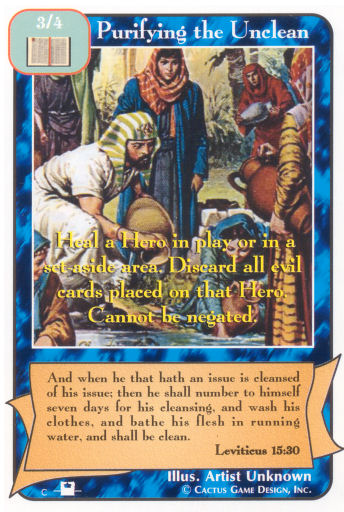 3/4
Purifying the Unclean
Heal a Hero in play or in a
set-aside area. Discard all evil
cards placed on that Hero.
Cannot be negated.
And when he that hath an issue is cleansed
of his issue; then he shall number to himself
seven days for his cleansing, and wash his
clothes, and bathe his flesh in running
water, and shall be clean.
Leviticus 15:30
Illus. Artist Unknown
C
© Cactus Game Design, Inc.